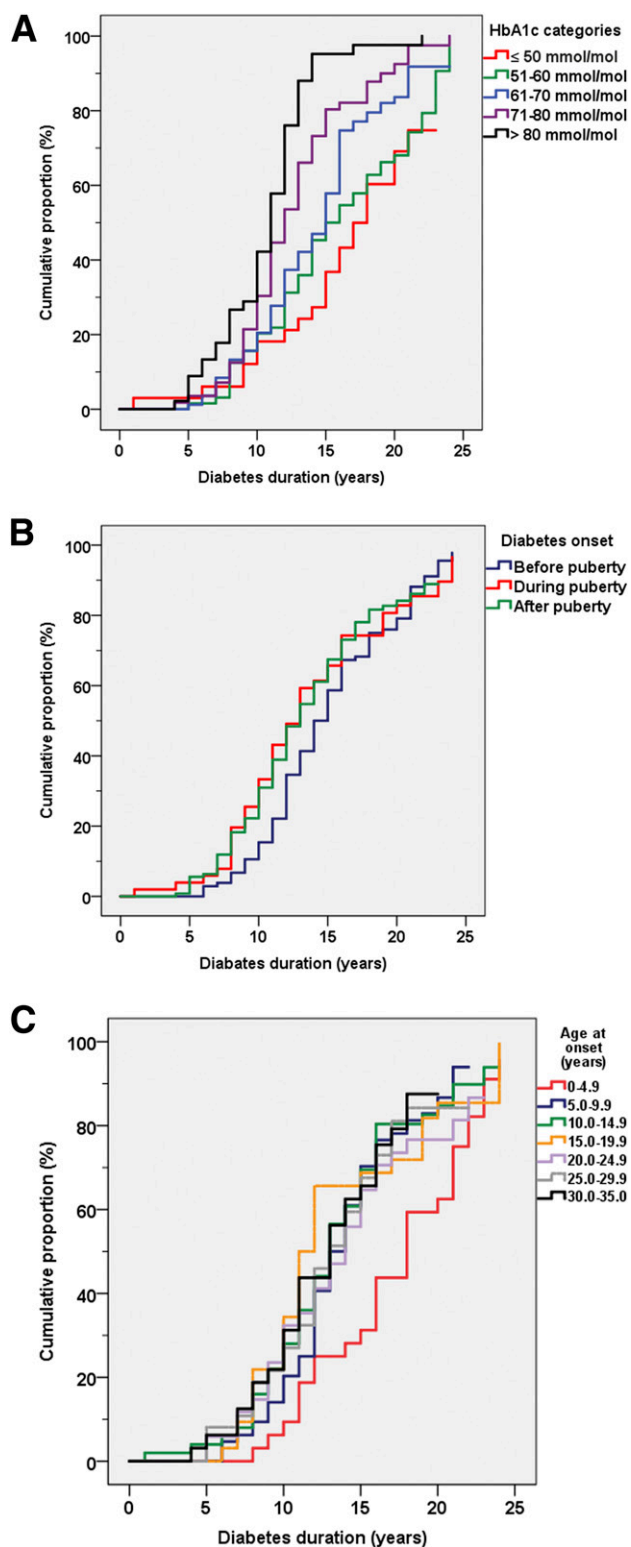 A
HbA1c categories
≤ 50 mmol/mol
51-60 mmol/mol
61-70 mmol/mol
71-80 mmol/mol
> 80 mmol/mol
Cumulative proportion (%)
100
80
60
40
20
0
0 5 10 15 20 25
Diabetes duration (years)
B
Diabetes onset
Before puberty
During puberty
After puberty
Cumulative proportion (%)
100
80
60
40
20
0
0 5 10 15 20 25
Diabates duration (years)
C
Age at
onset
(years)
0-4.9
5.0-9.9
10.0-14.9
15.0-19.9
20.0-24.9
25.0-29.9
30.0-35.0
Cumulative proportion (%)
100
80
60
40
20
0
0 5 10 15 20 25
Diabetes duration (years)